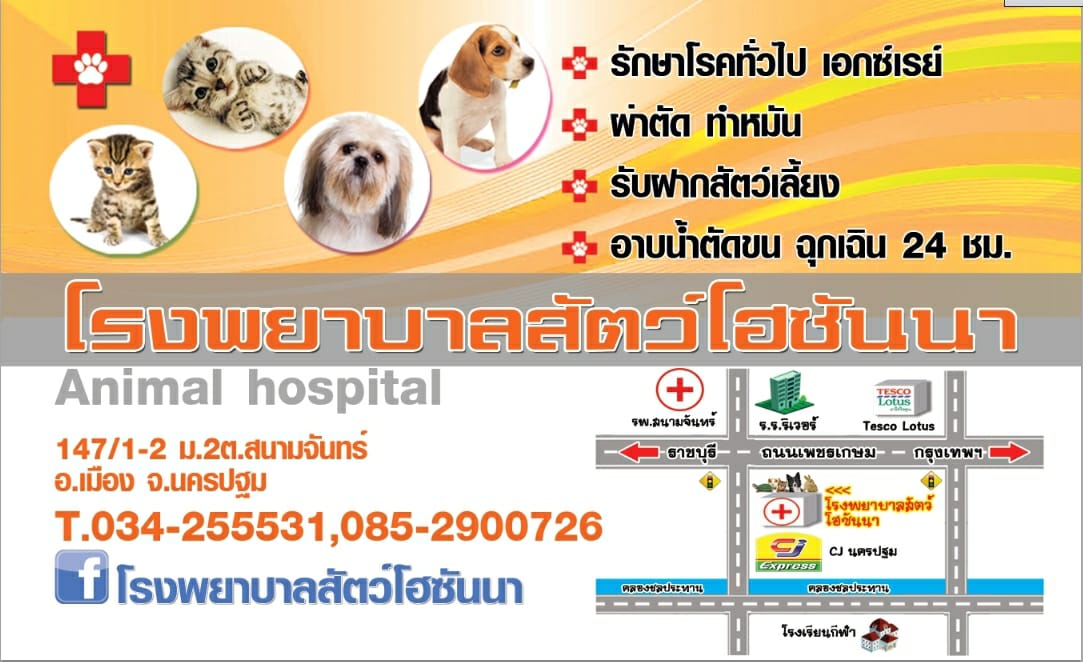 รักษาโรคทั่วไป เอกซ์เรย์
ผ่าตัด ทำหมัน
รับฝากสัตว์เลี้ยง
อาบน้ำตัดขน ฉุกเฉิน 24 ชม.
โรงพยาบาลสัตว์โฮซันนา
Animal hospital
147/1-2 ม.2ต.สนามจันทร์
อ.เมือง จ.นครปฐม
T.034-255531,085-2900726
f โรงพยาบาลสัตว์โฮซันนา
TESCO
Lotus
รพ.สนามจันทร์ ร.ร.ริเวอร์ Tesco Lotus
ราชบุรี ถนนเพชรเกษม กรุงเทพฯ
<<<
โรงพยาบาลสัตว์
โฮซันนา
CJ
Express
CJ นครปฐม
คลองชลประทาน คลองชลประทาน
โรงเรียนกีฬา